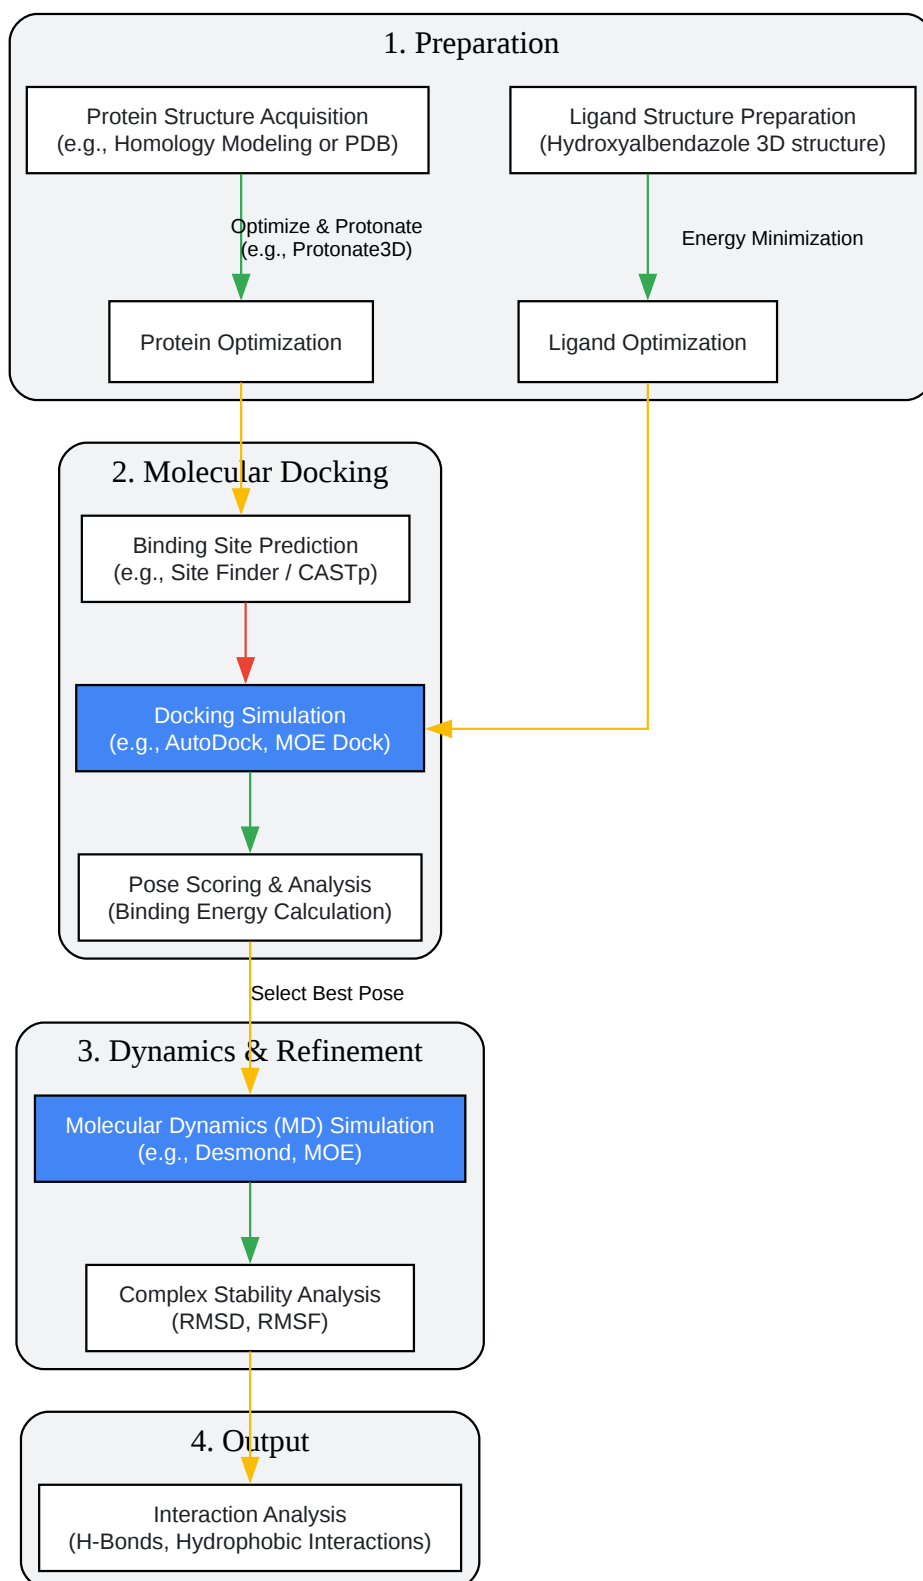 1. Preparation
Protein Structure Acquisition
(e.g., Homology Modeling or PDB)
Ligand Structure Preparation
(Hydroxyalbendazole 3D structure)
Optimize & Protonate
(e.g., Protonate3D)
Energy Minimization
Protein Optimization
Ligand Optimization
2. Molecular Docking
Binding Site Prediction
(e.g., Site Finder / CASTp)
Docking Simulation
(e.g., AutoDock, MOE Dock)
Pose Scoring & Analysis
(Binding Energy Calculation)
Select Best Pose
3. Dynamics & Refinement
Molecular Dynamics (MD) Simulation
(e.g., Desmond, MOE)
Complex Stability Analysis
(RMSD, RMSF)
4. Output
Interaction Analysis
(H-Bonds, Hydrophobic Interactions)